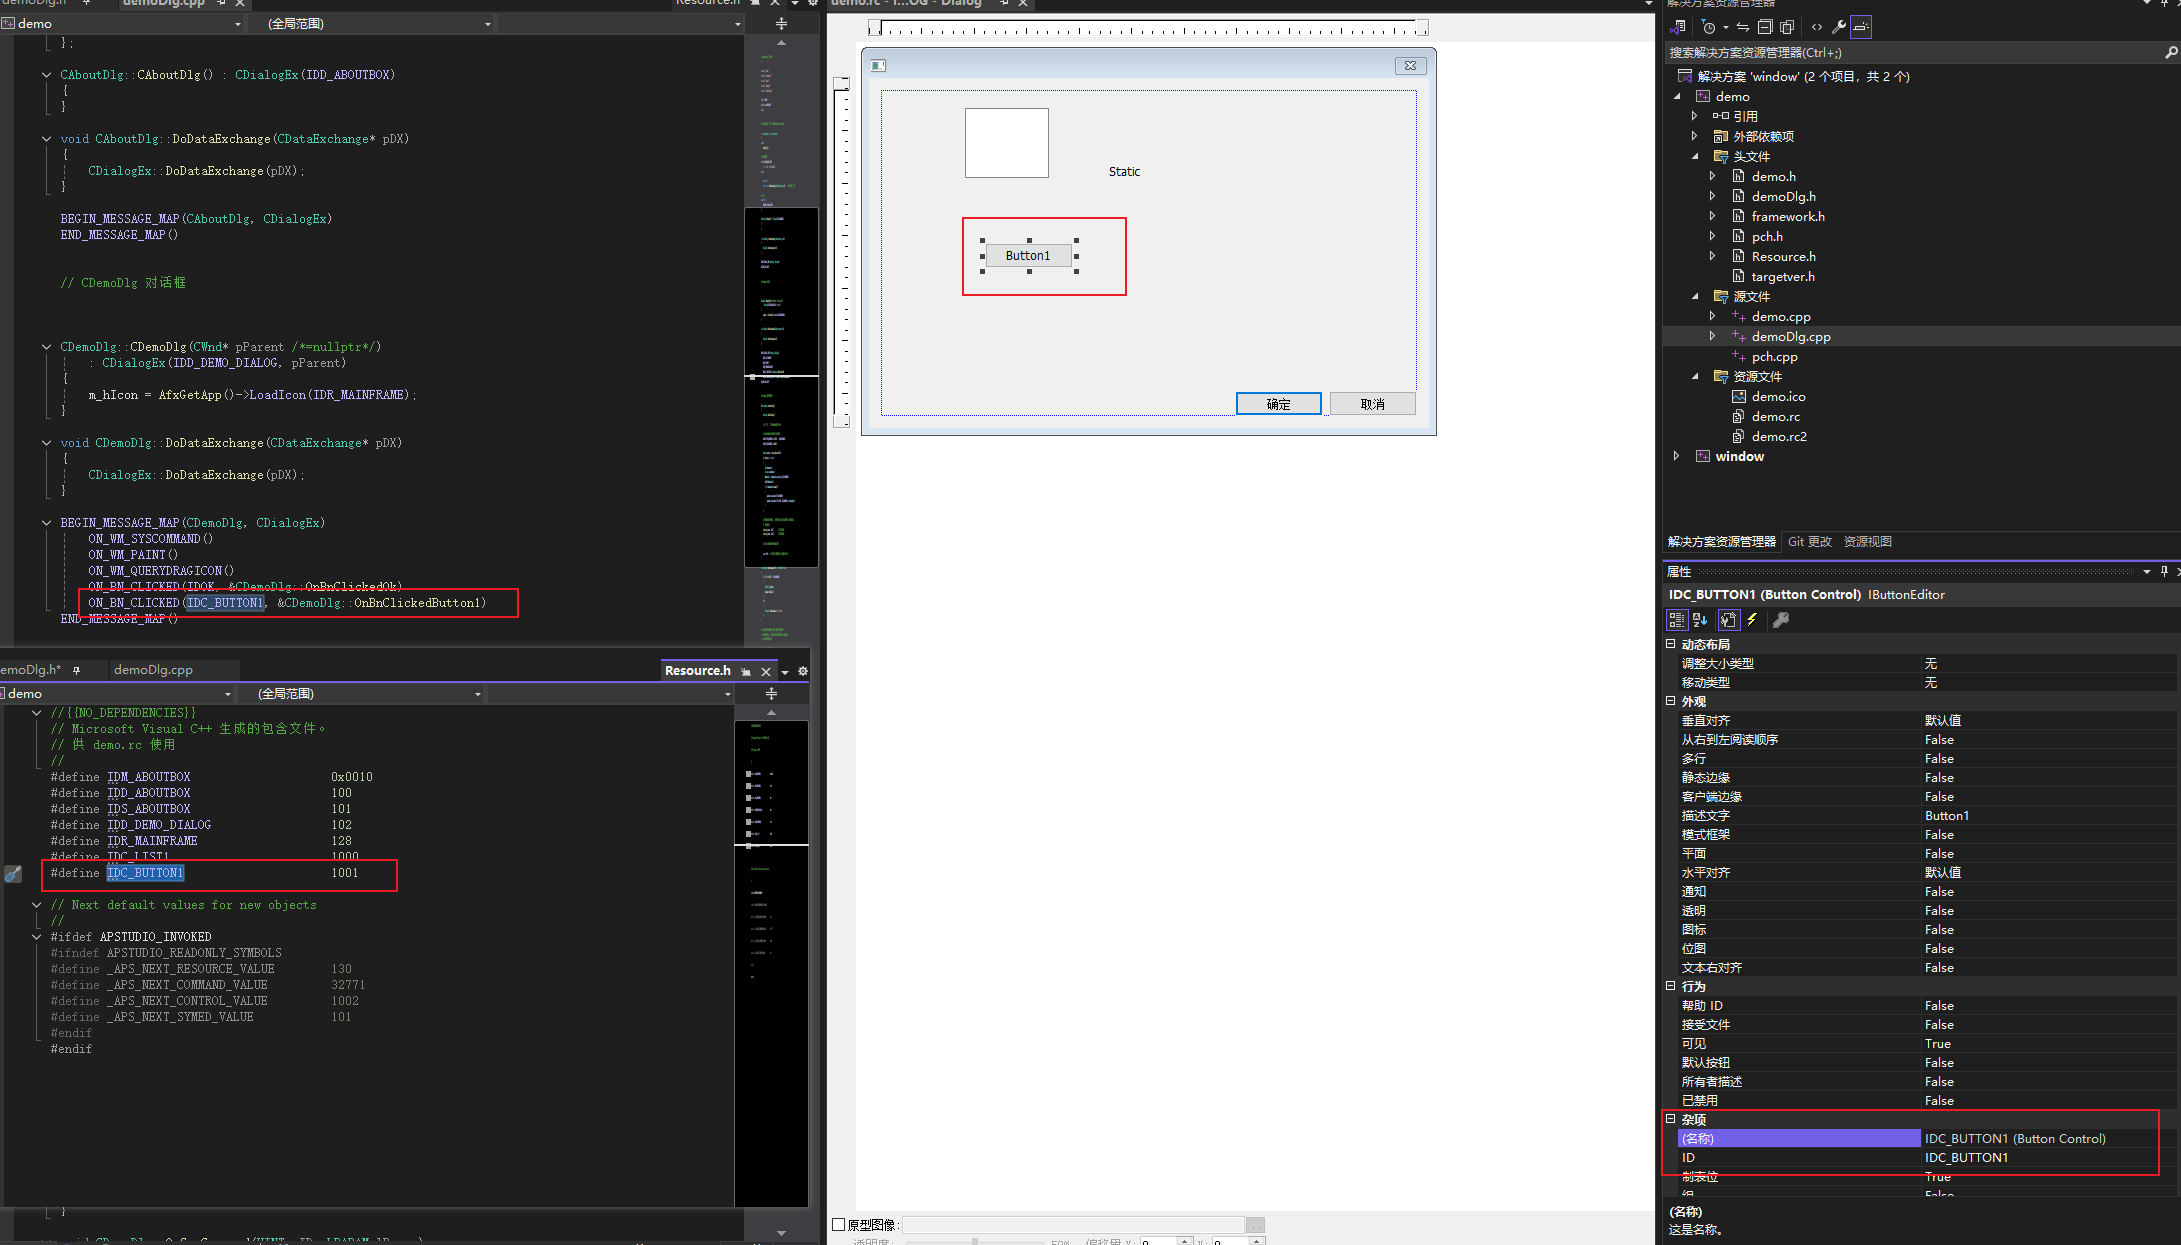 demoDlg.cpp
demo
(全局范围)
};
CAboutDlg::CAboutDlg() : CDialogEx(IDD_ABOUTBOX)
{
}
void CAboutDlg::DoDataExchange(CDataExchange* pDX)
{
CDialogEx::DoDataExchange(pDX);
}
BEGIN_MESSAGE_MAP(CAboutDlg, CDialogEx)
END_MESSAGE_MAP()
// CDemoDlg 对话框
CDemoDlg::CDemoDlg(CWnd* pParent /*=nullptr*/)
: CDialogEx(IDD_DEMO_DIALOG, pParent)
{
m_hIcon = AfxGetApp()->LoadIcon(IDR_MAINFRAME);
}
void CDemoDlg::DoDataExchange(CDataExchange* pDX)
{
CDialogEx::DoDataExchange(pDX);
}
BEGIN_MESSAGE_MAP(CDemoDlg, CDialogEx)
ON_WM_SYSCOMMAND()
ON_WM_PAINT()
ON_WM_QUERYDRAGICON()
ON_BN_CLICKED(IDOK, &CDemoDlg::OnBnClickedOk)
ON_BN_CLICKED(IDC_BUTTON1, &CDemoDlg::OnBnClickedButton1)
END_MESSAGE_MAP()
emoDlg.h*
demoDlg.cpp
Resource.h
demo
(全局范围)
//{{NO_DEPENDENCIES}}
// Microsoft Visual C++ 生成的包含文件。
// 供 demo.rc 使用
//
#define IDM_ABOUTBOX 0x0010
#define IDD_ABOUTBOX 100
#define IDS_ABOUTBOX 101
#define IDD_DEMO_DIALOG 102
#define IDR_MAINFRAME 128
#define IDC_LIST1 1000
#define IDC_BUTTON1 1001
// Next default values for new objects
//
#ifdef APSTUDIO_INVOKED
#ifndef APSTUDIO_READONLY_SYMBOLS
#define _APS_NEXT_RESOURCE_VALUE 130
#define _APS_NEXT_COMMAND_VALUE 32771
#define _APS_NEXT_CONTROL_VALUE 1002
#define _APS_NEXT_SYMED_VALUE 101
#endif
#endif
}
demo.rc - I...OG - Dialog
Static
Button1
确定
取消
原型图像:
透明度:
50%
偏移量 X:
0
Y:
0
解决方案资源管理器
搜索解决方案资源管理器(Ctrl+;)
解决方案 'window' (2 个项目，共 2 个)
demo
引用
外部依赖项
头文件
demo.h
demoDlg.h
framework.h
pch.h
Resource.h
targetver.h
源文件
demo.cpp
demoDlg.cpp
pch.cpp
资源文件
demo.ico
demo.rc
demo.rc2
window
解决方案资源管理器 Git 更改 资源视图
属性
IDC_BUTTON1 (Button Control) IButtonEditor
动态布局
调整大小类型 无
移动类型 无
外观
垂直对齐 默认值
从右到左阅读顺序 False
多行 False
静态边缘 False
客户端边缘 False
描述文字 Button1
模式框架 False
平面 False
水平对齐 默认值
通知 False
透明 False
图标 False
位图 False
文本右对齐 False
行为
帮助 ID False
接受文件 False
可见 True
默认按钮 False
所有者描述 False
已禁用 False
杂项
(名称) IDC_BUTTON1 (Button Control)
ID IDC_BUTTON1
制表位 True
组 False
(名称)
这是名称。